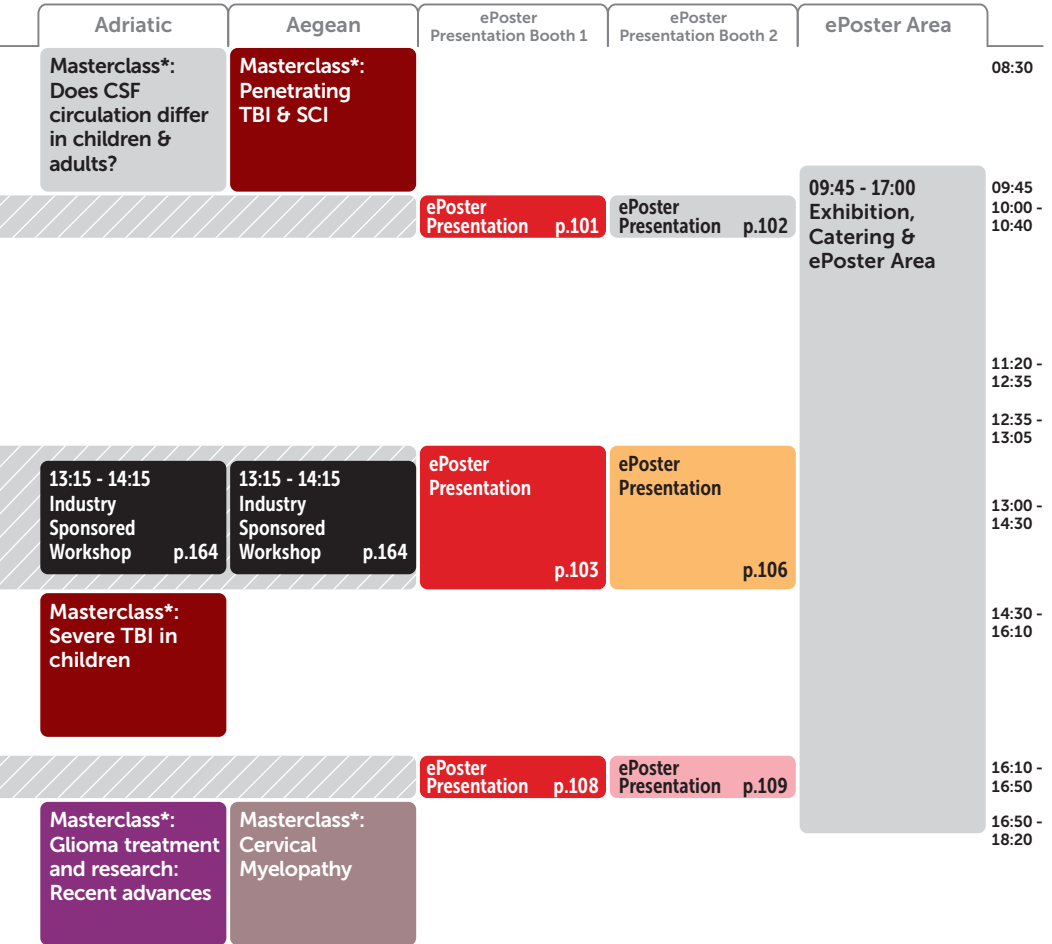 Adriatic
Aegean
ePoster
Presentation Booth 1
ePoster
Presentation Booth 2
ePoster Area
Masterclass*:
Does CSF
circulation differ
in children &
adults?
Masterclass*:
Penetrating
TBI & SCI
08:30
09:45 - 17:00
Exhibition,
Catering &
ePoster Area
09:45
ePoster
Presentation p.101
ePoster
Presentation p.102
10:00 -
10:40
11:20 -
12:35
12:35 -
13:05
13:15 - 14:15
Industry
Sponsored
Workshop p.164
13:15 - 14:15
Industry
Sponsored
Workshop p.164
ePoster
Presentation
p.103
ePoster
Presentation
p.106
13:00 -
14:30
Masterclass*:
Severe TBI in
children
14:30 -
16:10
ePoster
Presentation p.108
ePoster
Presentation p.109
16:10 -
16:50
Masterclass*:
Glioma treatment
and research:
Recent advances
Masterclass*:
Cervical
Myelopathy
16:50 -
18:20